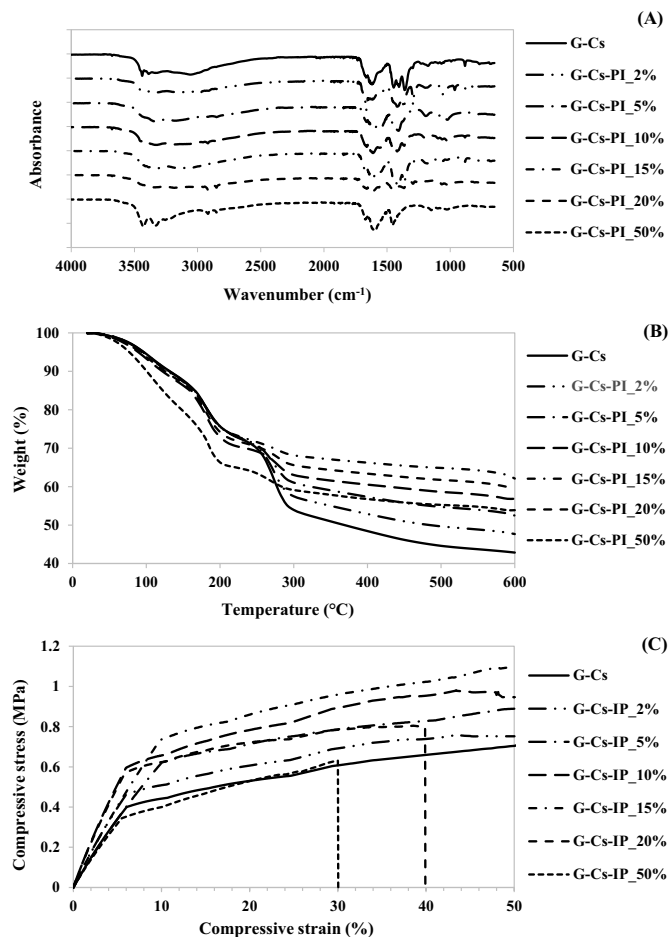 (A)
Absorbance
G-Cs
G-Cs-PI_2%
G-Cs-PI_5%
G-Cs-PI_10%
G-Cs-PI_15%
G-Cs-PI_20%
G-Cs-PI_50%
4000 3500 3000 2500 2000 1500 1000 500
Wavenumber (cm-1)
(B)
Weight (%)
100
90
80
70
60
50
40
G-Cs
G-Cs-PI_2%
G-Cs-PI_5%
G-Cs-PI_10%
G-Cs-PI_15%
G-Cs-PI_20%
G-Cs-PI_50%
0 100 200 300 400 500 600
Temperature (°C)
(C)
Compressive stress (MPa)
1.2
1
0.8
0.6
0.4
0.2
0
G-Cs
G-Cs-IP_2%
G-Cs-IP_5%
G-Cs-IP_10%
G-Cs-IP_15%
G-Cs-IP_20%
G-Cs-IP_50%
0 10 20 30 40 50
Compressive strain (%)